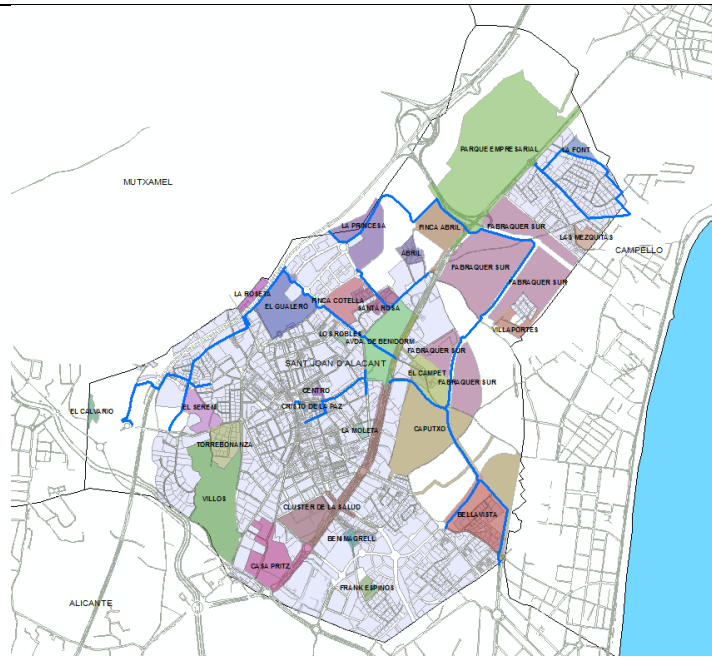 PARQUE EMPRESARIAL
LA FONT
MUTXAMEL
LA PRINCESA
FINCA ABRIL
FABRAQUER SUR
LAS MEZQUITAS
ABRIL
CAMPELLO
FABRAQUER SUR
FABRAQUER SUR
LA ROSETA
EL GUALERO
FINCA COTELLA
SANTA ROSA
VILLAPORTES
LOS ROBLES
AVDA. DE BENIDORM
FABRAQUER SUR
SANT JOAN D'ALACANT
EL CAMPET
FABRAQUER SUR
CENTRO
EL CALVARIO
EL SERENI
CRISTO DE LA PAZ
CAPUTXO
LA MOLETA
TORREBONANZA
VILLOS
CLUSTER DE LA SALUD
BELLAVISTA
BENIMAGRELL
CASA PRITZ
FRANK ESPINOS
ALICANTE